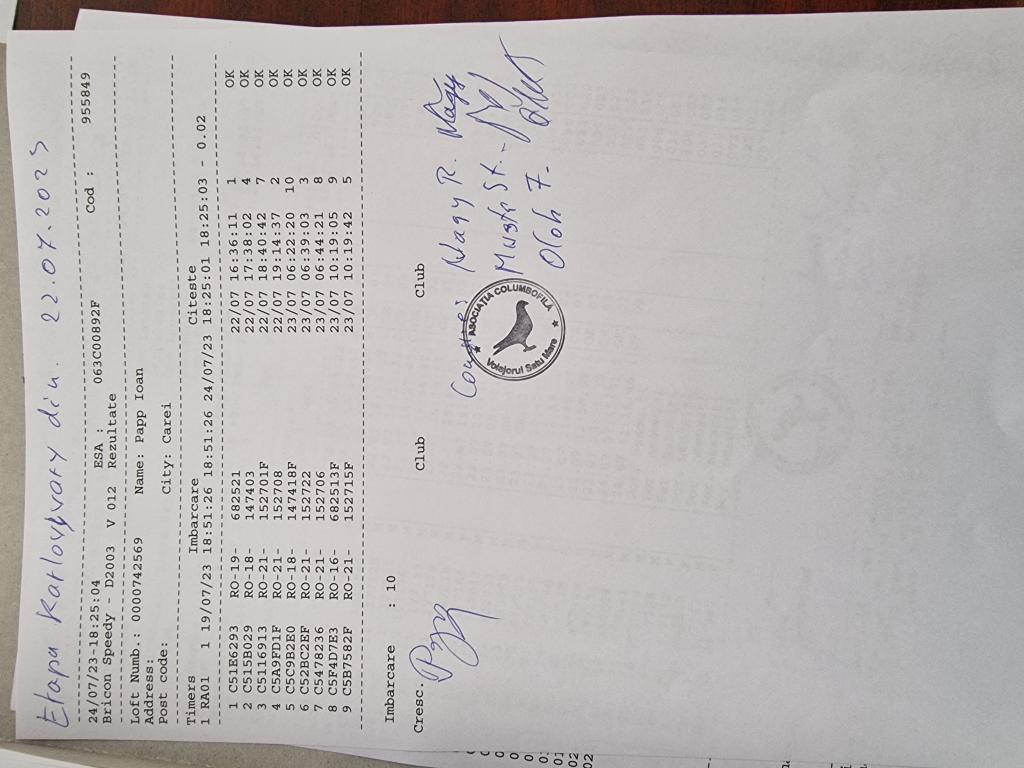 Etapa Karlovyvary din. 22.07.2023
24/07/23-18:25:04 ESA : 063C00892F Cod : 955849
Bricon Speedy - D2003 V 012 Rezultate
Loft Numb.: 0000742569 Name: Papp Ioan
Address:
Post code: City: Carei
Timers Imbarcare Citeste
1 RA01 1 19/07/23 18:51:26 18:51:26 24/07/23 18:25:01 18:25:03 - 0.02
1 C51E6293 RO-19- 682521 22/07 16:36:11 1 OK
2 C515B029 RO-18- 147403 22/07 17:38:02 4 OK
3 C5116913 RO-21- 152701F 22/07 18:40:42 7 OK
4 C5A9FD1F RO-21- 152708 22/07 19:14:37 2 OK
5 C5C9B2E0 RO-18- 147418F 23/07 06:22:20 10 OK
6 C52BC2EF RO-21- 152722 23/07 06:39:03 3 OK
7 C5478236 RO-21- 152706 23/07 06:44:21 8 OK
8 C5F4D7E3 RO-16- 682513F 23/07 10:19:05 9 OK
9 C5B7582F RO-21- 152715F 23/07 10:19:42 5 OK
Imbarcare : 10
Cresc. Club Club
Nagy R. Nagy
Muste St.
Oloh F.
ASOCIAȚIA COLUMBOFILĂ
Voiajorul Satu Mare